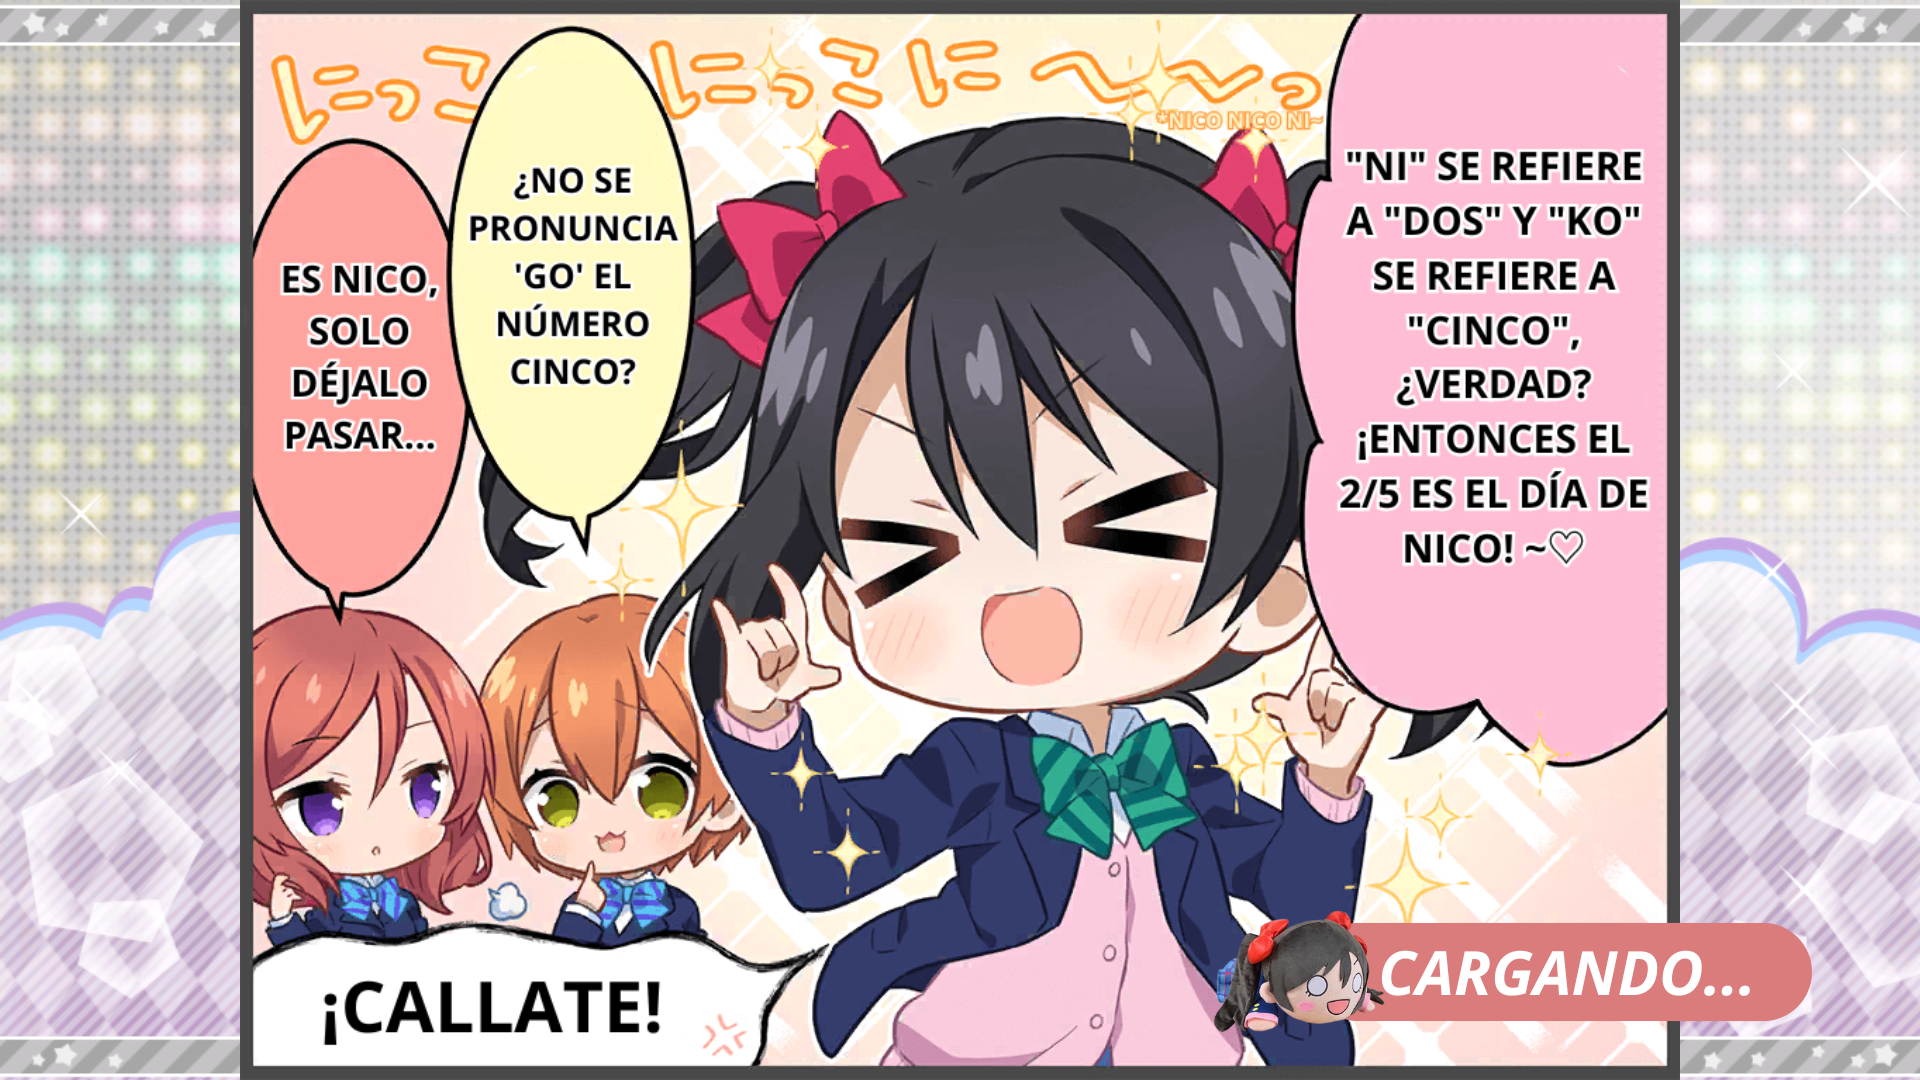 にっこにっこに〜〜っ
*NICO NICO NI~
"NI" SE REFIERE
A "DOS" Y "KO"
SE REFIERE A
"CINCO",
¿VERDAD?
¡ENTONCES EL
2/5 ES EL DÍA DE
NICO! ~♡
¿NO SE
PRONUNCIA
'GO' EL
NÚMERO
CINCO?
ES NICO,
SOLO
DÉJALO
PASAR...
¡CALLATE!
CARGANDO...